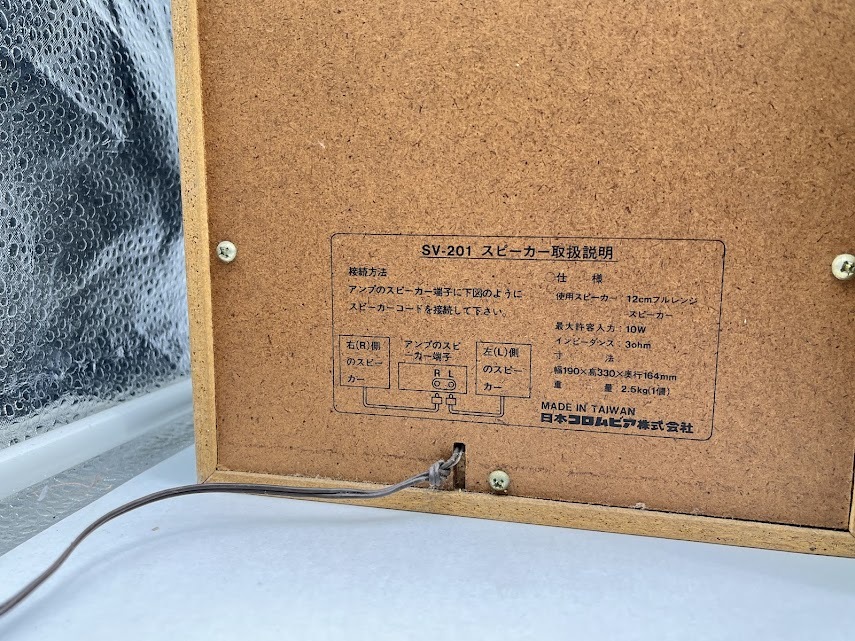 SV-201 スピーカー取扱説明
接続方法
アンプのスピーカー端子に下図のように
スピーカーコードを接続して下さい。
右(R)側
のスピー
カー
アンプのスピ
ーカー端子
R L
左(L)側
のスピー
カー
仕様
使用スピーカー：12cmフルレンジ
スピーカー
最大許容入力：10W
インピーダンス：3ohm
寸法
幅190×高330×奥行164mm
重量 2.5kg(1個)
MADE IN TAIWAN
日本コロムビア株式会社